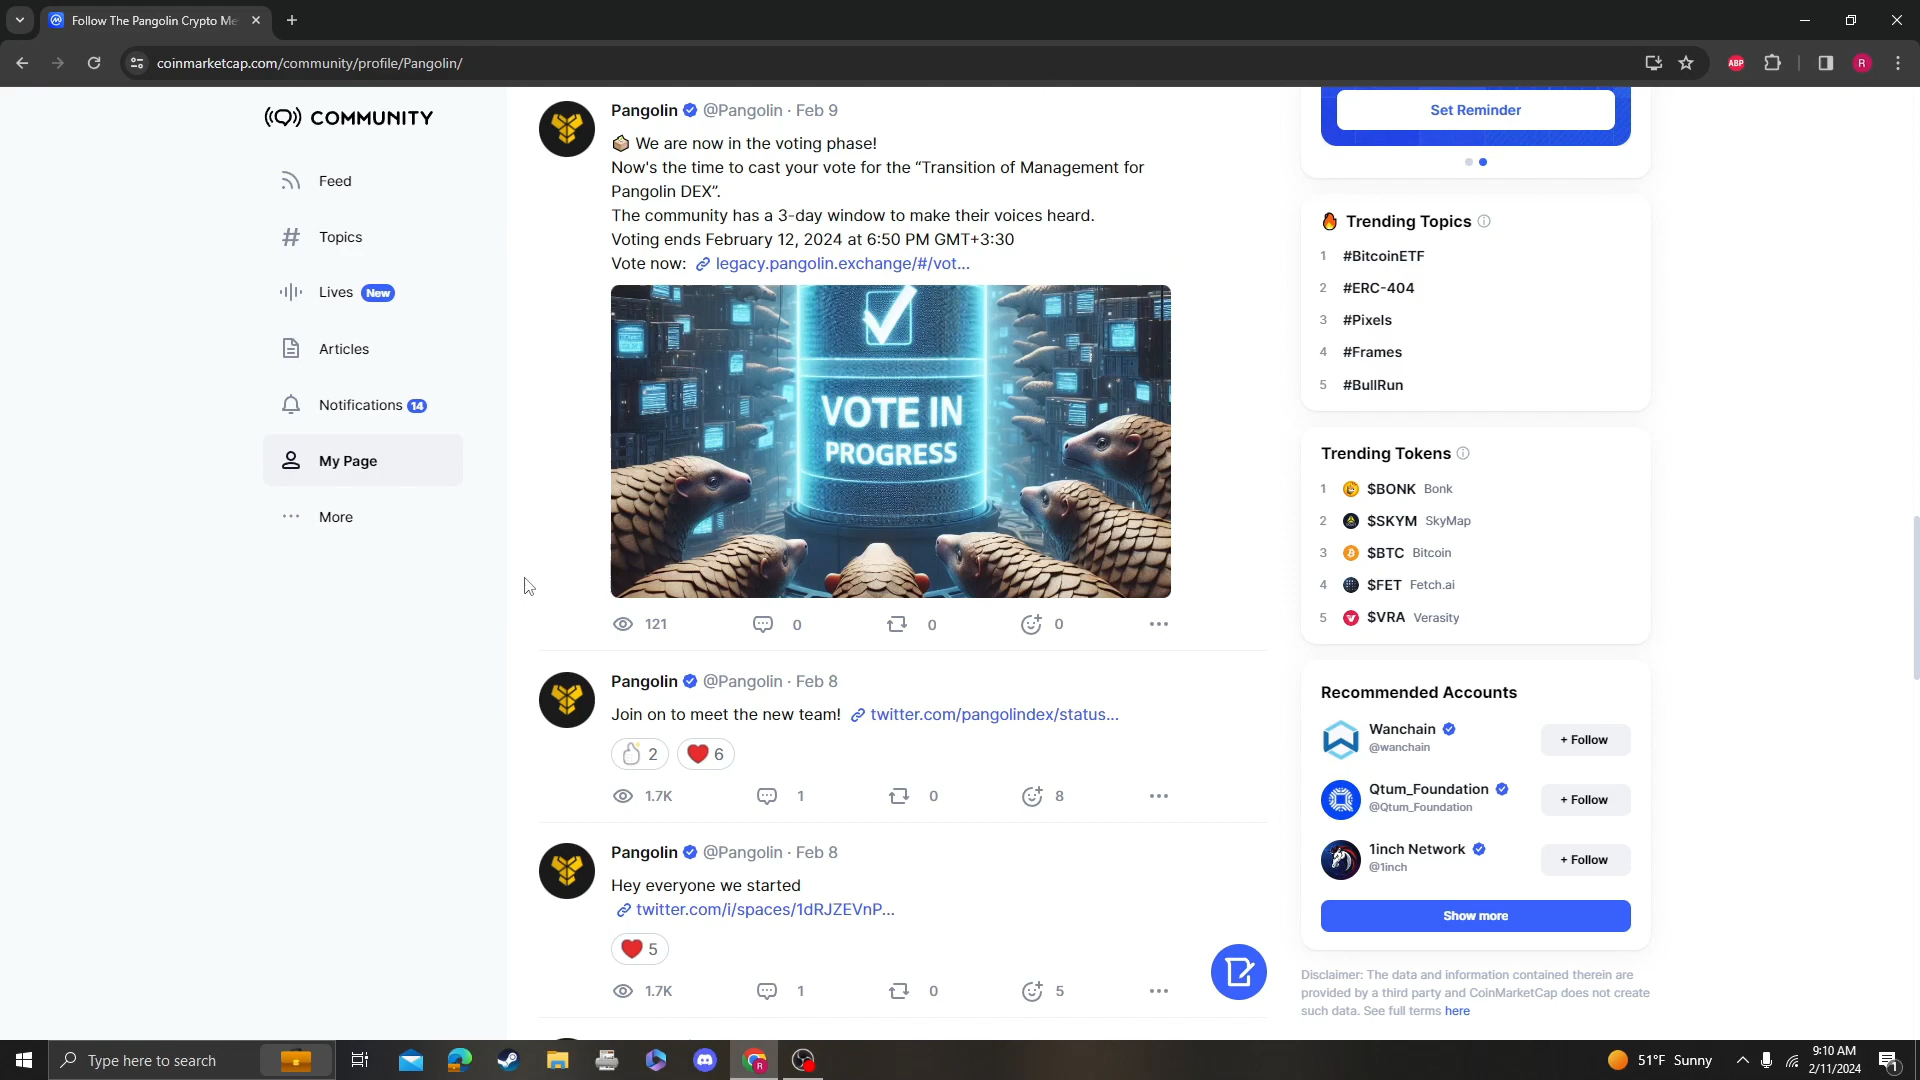 Follow The Pangolin Crypto Me
coinmarketcap.com/community/profile/Pangolin/
ABP
R
COMMUNITY
Feed
Topics
Lives New
Articles
Notifications 14
My Page
More
Pangolin @Pangolin · Feb 9
We are now in the voting phase!
Now's the time to cast your vote for the “Transition of Management for
Pangolin DEX”.
The community has a 3-day window to make their voices heard.
Voting ends February 12, 2024 at 6:50 PM GMT+3:30
Vote now: legacy.pangolin.exchange/#/vot...
VOTE IN
PROGRESS
121 0 0 0
Pangolin @Pangolin · Feb 8
Join on to meet the new team! twitter.com/pangolindex/status...
2 6
1.7K 1 0 8
Pangolin @Pangolin · Feb 8
Hey everyone we started
twitter.com/i/spaces/1dRJZEVnP...
5
1.7K 1 0 5
Set Reminder
Trending Topics
1 #BitcoinETF
2 #ERC-404
3 #Pixels
4 #Frames
5 #BullRun
Trending Tokens
1 $BONK Bonk
2 $SKYM SkyMap
3 $BTC Bitcoin
4 $FET Fetch.ai
5 $VRA Verasity
Recommended Accounts
Wanchain
@wanchain
+ Follow
Qtum_Foundation
@Qtum_Foundation
+ Follow
1inch Network
@1inch
+ Follow
Show more
Disclaimer: The data and information contained therein are
provided by a third party and CoinMarketCap does not create
such data. See full terms here
Type here to search
R
51°F Sunny
9:10 AM
2/11/2024
1